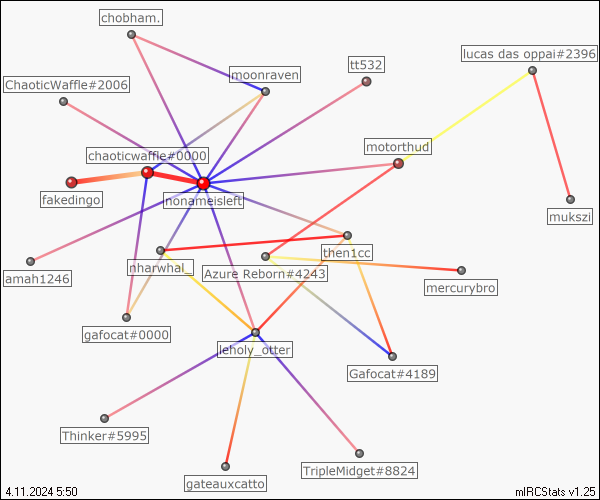 chobham.
lucas das oppai#2396
tt532
moonraven
ChaoticWaffle#2006
motorthud
chaoticwaffle#0000
fakedingo
nonameisleft
mukszi
then1cc
nharwhal_
Azure Reborn#4243
amah1246
mercurybro
gafocat#0000
leholy_otter
Gafocat#4189
Thinker#5995
TripleMidget#8824
gateauxcatto
4.11.2024 5:50
mIRCStats v1.25